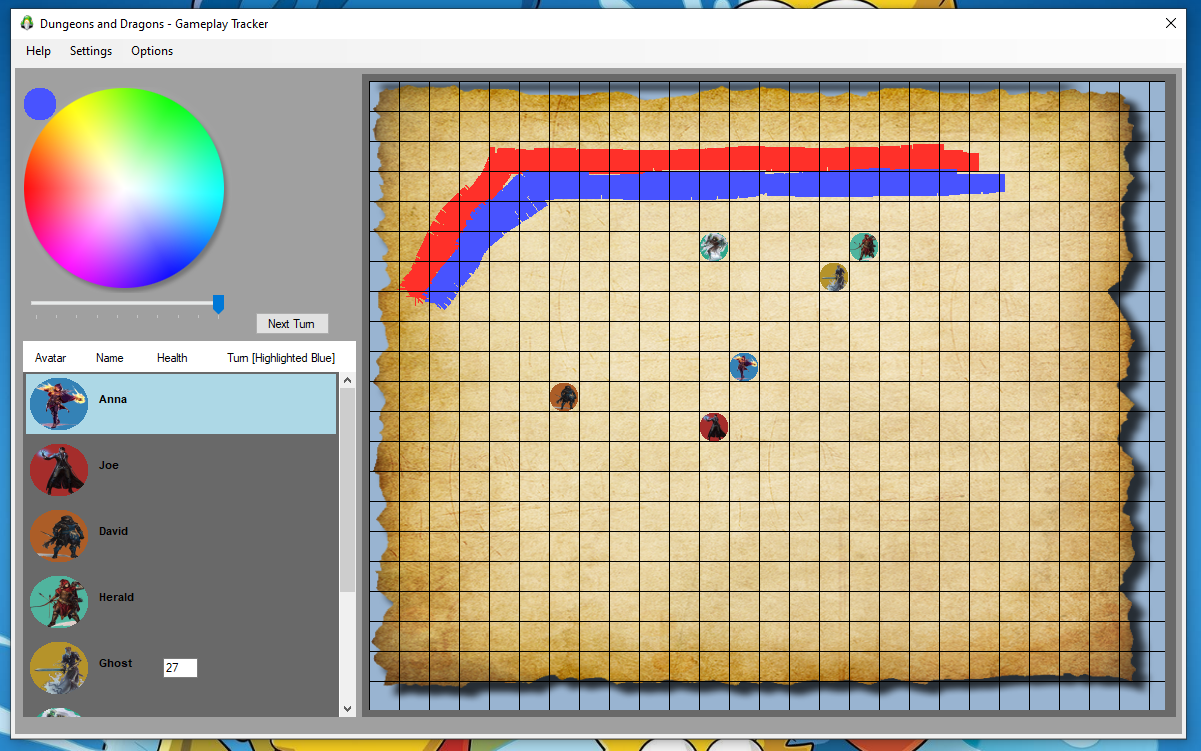 Dungeons and Dragons - Gameplay Tracker
Help Settings Options
Next Turn
Avatar Name Health Turn [Highlighted Blue]
Anna
Joe
David
Herald
Ghost 27